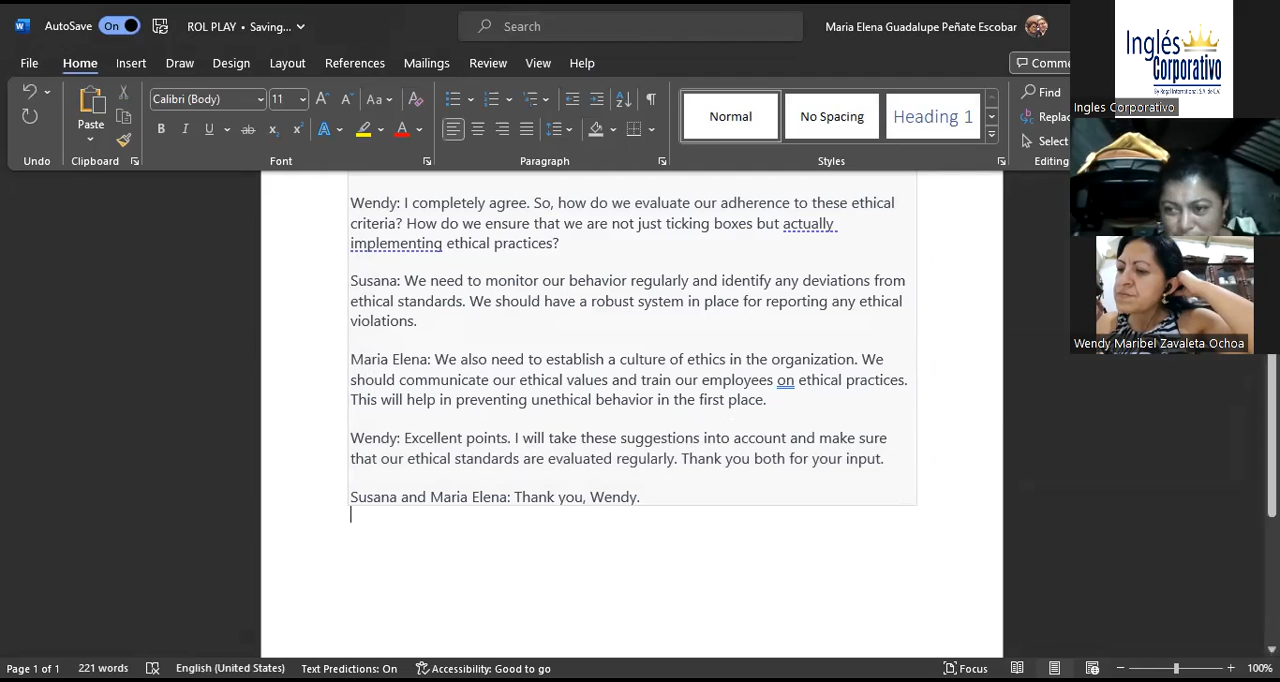 AutoSave On ROL PLAY • Saving... Search Maria Elena Guadalupe Peñate Escobar
File Home Insert Draw Design Layout References Mailings Review View Help Comme
Calibri (Body) 11 Aa Normal No Spacing Heading 1 Find
Paste B I U ab x2 x2 A A Replac
Select
Undo Clipboard Font Paragraph Styles Editing
Inglés
Corporativo
Ingles Corporativo
Wendy Maribel Zavaleta Ochoa
Wendy: I completely agree. So, how do we evaluate our adherence to these ethical
criteria? How do we ensure that we are not just ticking boxes but actually
implementing ethical practices?
Susana: We need to monitor our behavior regularly and identify any deviations from
ethical standards. We should have a robust system in place for reporting any ethical
violations.
Maria Elena: We also need to establish a culture of ethics in the organization. We
should communicate our ethical values and train our employees on ethical practices.
This will help in preventing unethical behavior in the first place.
Wendy: Excellent points. I will take these suggestions into account and make sure
that our ethical standards are evaluated regularly. Thank you both for your input.
Susana and Maria Elena: Thank you, Wendy.
Page 1 of 1 221 words English (United States) Text Predictions: On Accessibility: Good to go Focus 100%